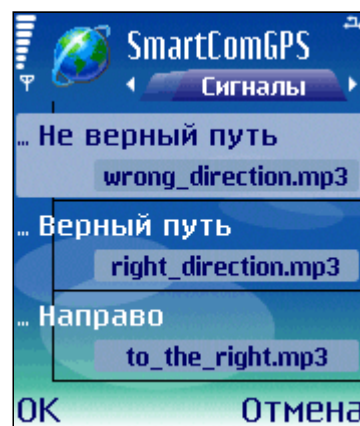 SmartComGPS
Сигналы
... Не верный путь
wrong_direction.mp3
... Верный путь
right_direction.mp3
... Направо
to_the_right.mp3
OK Отмена